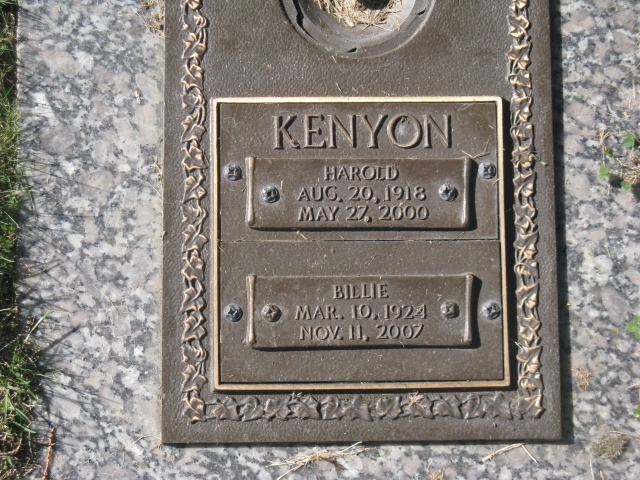 KENYON
HAROLD
AUG. 20, 1918
MAY 27, 2000
BILLIE
MAR. 10, 1924
NOV. 11, 2007